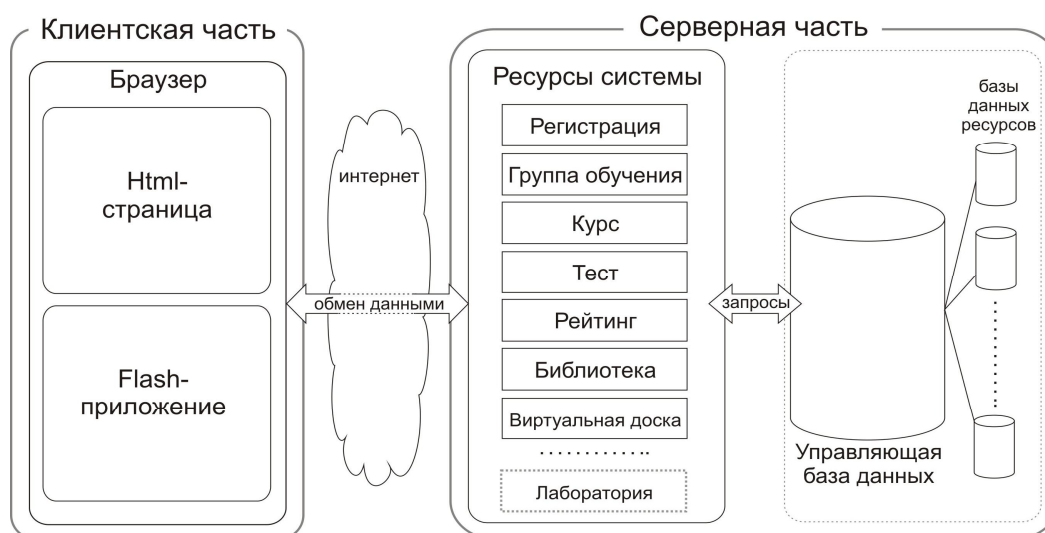 Клиентская часть
Браузер
Html-
страница
Flash-
приложение
интернет
обмен данными
Серверная часть
Ресурсы системы
Регистрация
Группа обучения
Курс
Тест
Рейтинг
Библиотека
Виртуальная доска
Лаборатория
запросы
Управляющая
база данных
базы
данных
ресурсов